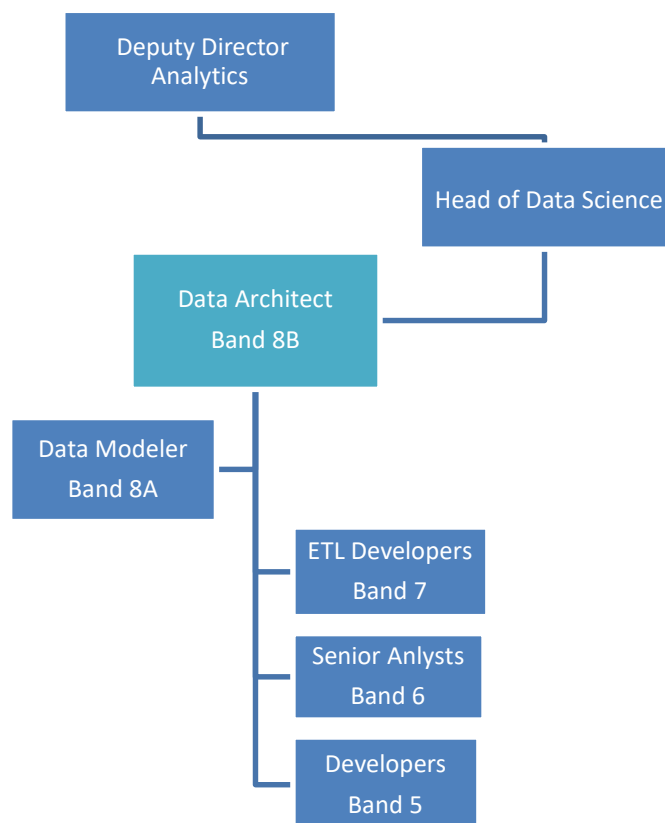 Deputy Director
Analytics
Head of Data Science
Data Architect
Band 8B
Data Modeler
Band 8A
ETL Developers
Band 7
Senior Anlysts
Band 6
Developers
Band 5